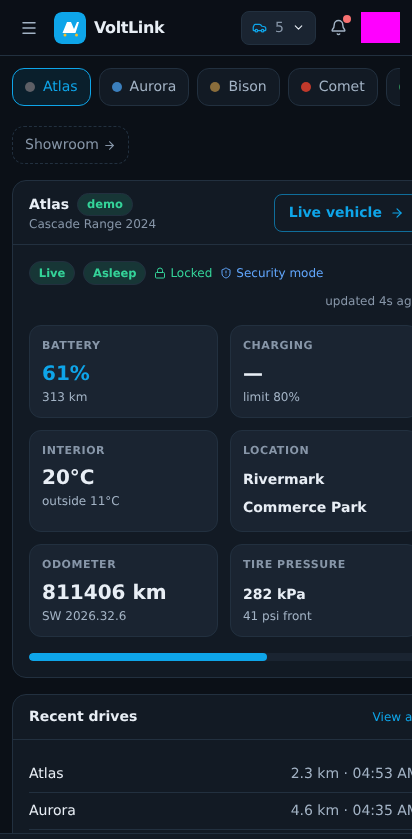 VoltLink
5
Atlas
Aurora
Bison
Comet
Showroom →
Atlas demo
Live vehicle →
Cascade Range 2024
Live Asleep Locked Security mode
updated 4s ag
BATTERY
61%
313 km
CHARGING
—
limit 80%
INTERIOR
20°C
outside 11°C
LOCATION
Rivermark
Commerce Park
ODOMETER
811406 km
SW 2026.32.6
TIRE PRESSURE
282 kPa
41 psi front
Recent drives
View a
Atlas 2.3 km · 04:53 AM
Aurora 4.6 km · 04:35 AM